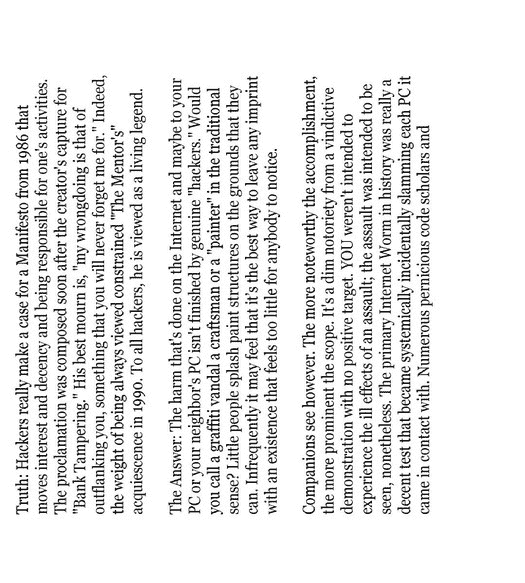 Truth: Hackers really make a case for a Manifesto from 1986 that
moves interest and decency and being responsible for one's activities.
The proclamation was composed soon after the creator's capture for
"Bank Tampering." His best mourn is, "my wrongdoing is that of
outflanking you, something that you will never forget me for." Indeed,
the weight of being always viewed constrained "The Mentor's"
acquiescence in 1990. To all hackers, he is viewed as a living legend.

The Answer: The harm that's done on the Internet and maybe to your
PC or your neighbor's PC isn't finished by genuine "hackers." Would
you call a graffiti vandal a craftsman or a "painter" in the traditional
sense? Little people splash paint structures on the grounds that they
can. Infrequently it may feel that it's the best way to leave any imprint
with an existence that feels too little for anybody to notice.

Companions see however. The more noteworthy the accomplishment,
the more prominent the scope. It's a dim notoriety from a vindictive
demonstration with no positive target. YOU weren't intended to
experience the ill effects of an assault; the assault was intended to be
seen, nonetheless. The primary Internet Worm in history was really a
decent test that became systemically incidentally slamming each PC it
came in contact with. Numerous pernicious code scholars and